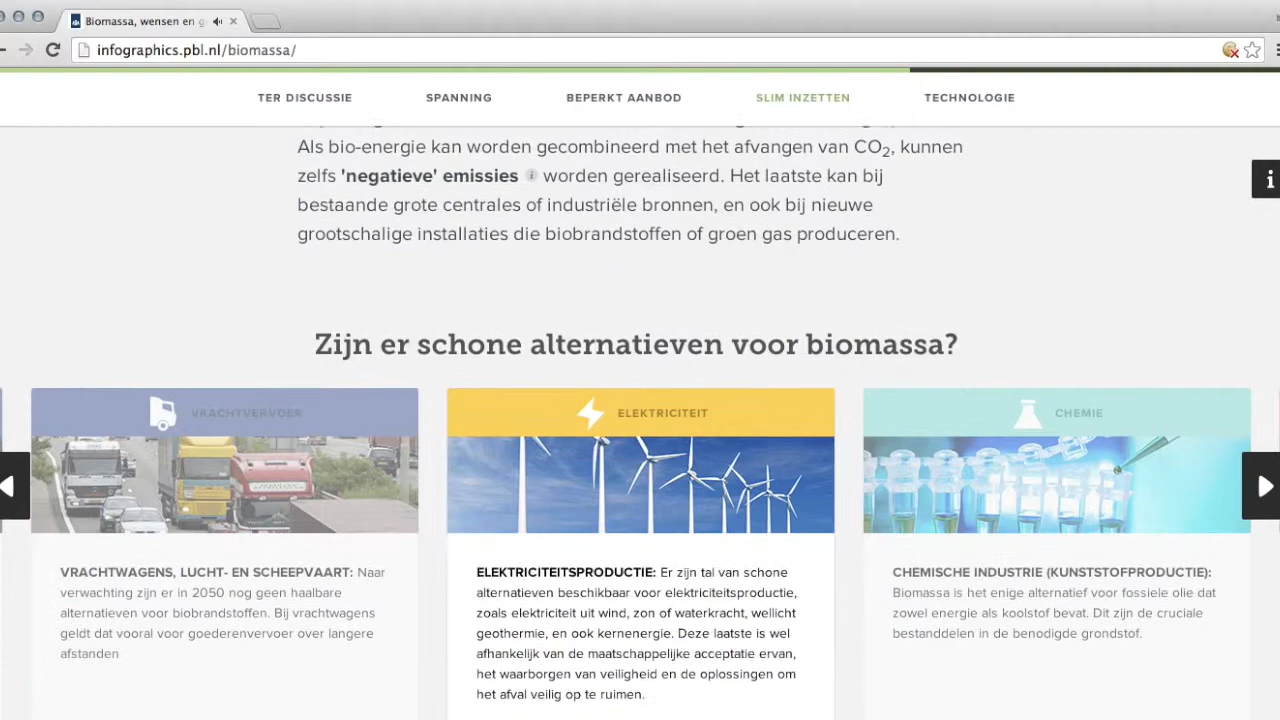 Biomassa, wensen en g
infographics.pbl.nl/biomassa/
TER DISCUSSIE
SPANNING
BEPERKT AANBOD
SLIM INZETTEN
TECHNOLOGIE
Als bio-energie kan worden gecombineerd met het afvangen van CO₂, kunnen
zelfs 'negatieve' emissies i worden gerealiseerd. Het laatste kan bij
bestaande grote centrales of industriële bronnen, en ook bij nieuwe
grootschalige installaties die biobrandstoffen of groen gas produceren.
i
Zijn er schone alternatieven voor biomassa?
VRACHTVERVOER
VRACHTWAGENS, LUCHT- EN SCHEEPVAART: Naar
verwachting zijn er in 2050 nog geen haalbare
alternatieven voor biobrandstoffen. Bij vrachtwagens
geldt dat vooral voor goederenvervoer over langere
afstanden
ELEKTRICITEIT
ELEKTRICITEITSPRODUCTIE: Er zijn tal van schone
alternatieven beschikbaar voor elektriciteitsproductie,
zoals elektriciteit uit wind, zon of waterkracht, wellicht
geothermie, en ook kernenergie. Deze laatste is wel
afhankelijk van de maatschappelijke acceptatie ervan,
het waarborgen van veiligheid en de oplossingen om
het afval veilig op te ruimen.
CHEMIE
CHEMISCHE INDUSTRIE (KUNSTSTOFPRODUCTIE):
Biomassa is het enige alternatief voor fossiele olie dat
zowel energie als koolstof bevat. Dit zijn de cruciale
bestanddelen in de benodigde grondstof.